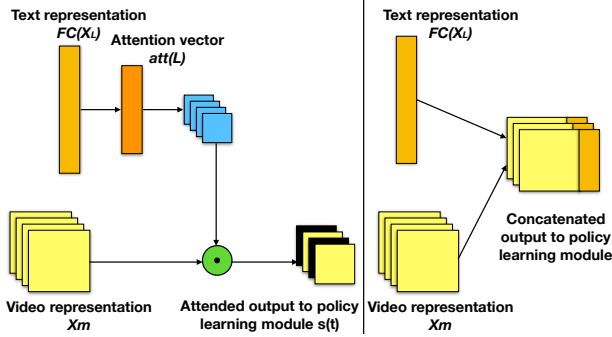 Text representation
FC(XL)
Attention vector
att(L)
Video representation
Xm
Attended output to policy
learning module s(t)
Text representation
FC(XL)
Concatenated
output to policy
learning module
Video representation
Xm